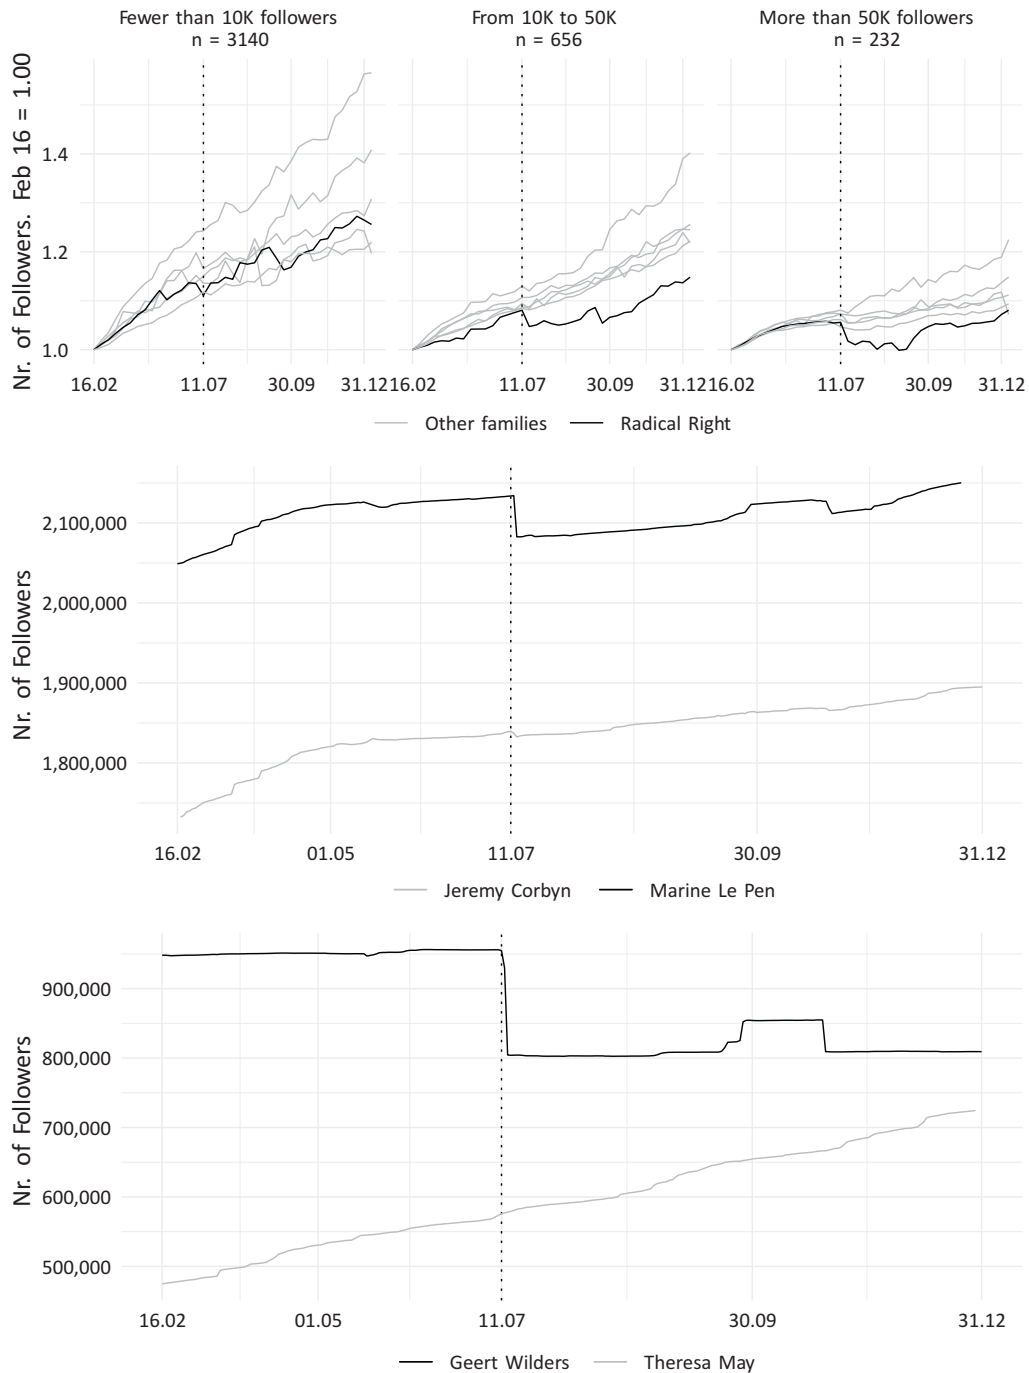 Fewer than 10K followers
n = 3140
From 10K to 50K
n = 656
More than 50K followers
n = 232
Nr. of Followers. Feb 16 = 1.00
1.4
1.2
1.0
16.02 11.07 30.09 31.12 16.02 11.07 30.09 31.12 16.02 11.07 30.09 31.12
Other families Radical Right
Nr. of Followers
2,100,000
2,000,000
1,900,000
1,800,000
16.02 01.05 11.07 30.09 31.12
Jeremy Corbyn Marine Le Pen
Nr. of Followers
900,000
800,000
700,000
600,000
500,000
16.02 01.05 11.07 30.09 31.12
Geert Wilders Theresa May